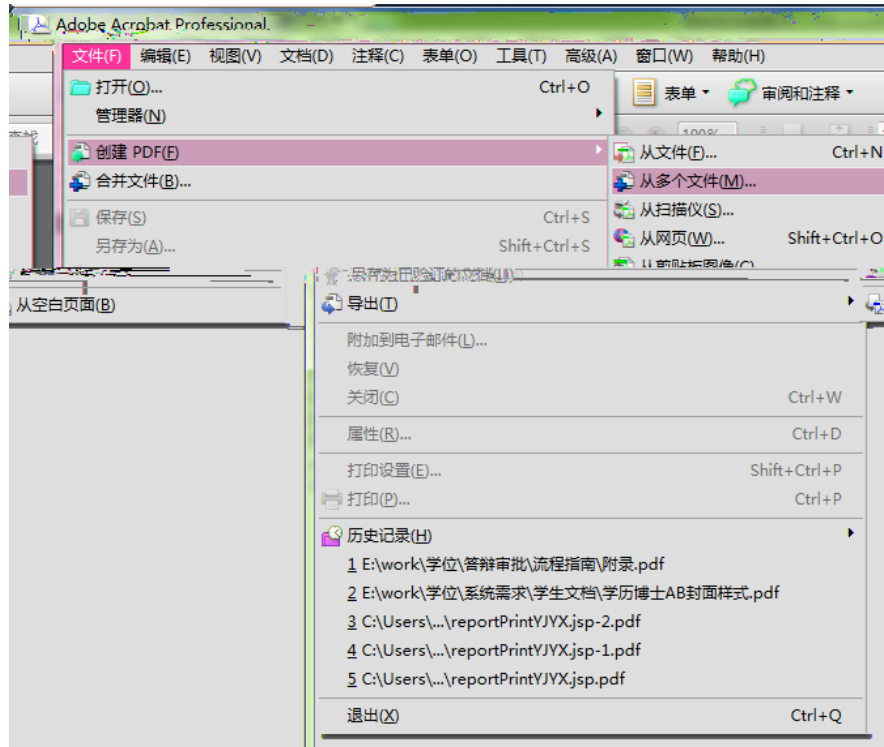 Adobe Acrobat Professional.
文件(F) 编辑(E) 视图(V) 文档(D) 注释(C) 表单(O) 工具(T) 高级(A) 窗口(W) 帮助(H)
打开(O)... Ctrl+O
表单 审阅和注释
管理器(N)
100%
创建 PDF(F)
从文件(F)... Ctrl+N
合并文件(B)...
从多个文件(M)...
保存(S) Ctrl+S
从扫描仪(S)...
另存为(A)... Shift+Ctrl+S
从网页(W)... Shift+Ctrl+O
从剪贴板图像(C)
从空白页面(B)
导出(T)
附加到电子邮件(L)...
恢复(V)
关闭(C) Ctrl+W
属性(R)... Ctrl+D
打印设置(E)... Shift+Ctrl+P
打印(P)... Ctrl+P
历史记录(H)
1 E:\work\学位\答辩审批\流程指南\附录.pdf
2 E:\work\学位\系统需求\学生文档\学历博士AB封面样式.pdf
3 C:\Users\...\reportPrintYJYX.jsp-2.pdf
4 C:\Users\...\reportPrintYJYX.jsp-1.pdf
5 C:\Users\...\reportPrintYJYX.jsp.pdf
退出(X) Ctrl+Q